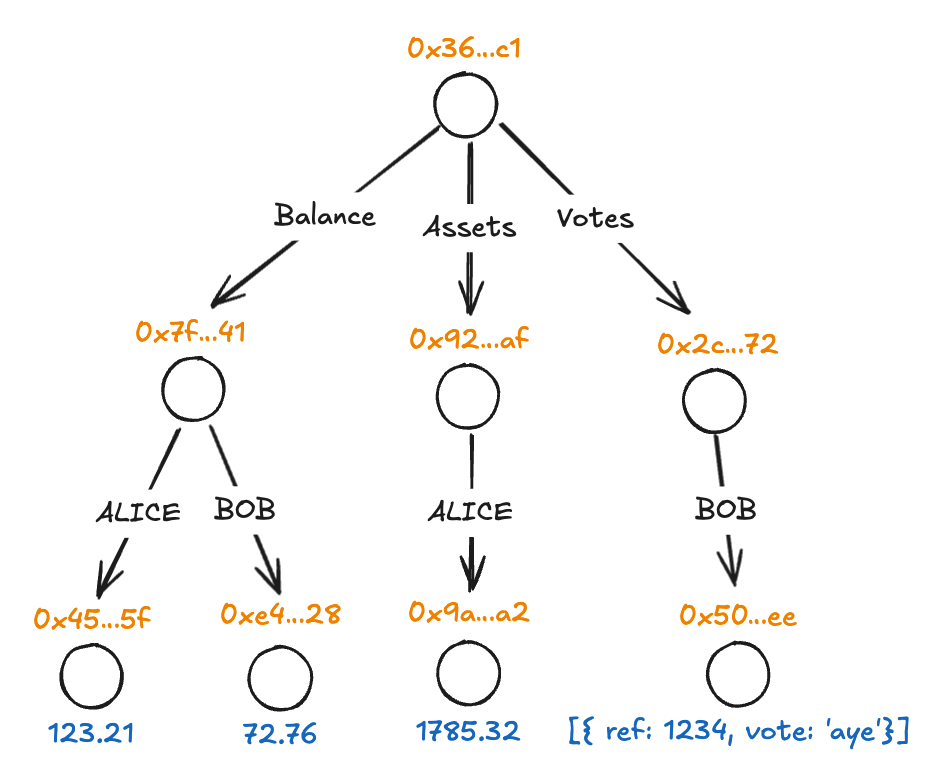 0x36...c1
Balance
Assets
Votes
0x7f...41
0x92...af
0x2c...72
ALICE
BOB
ALICE
BOB
0x45...5f
0xe4...28
0x9a...a2
0x50...ee
123.21
72.76
1785.32
[{ ref: 1234, vote: 'aye'}]